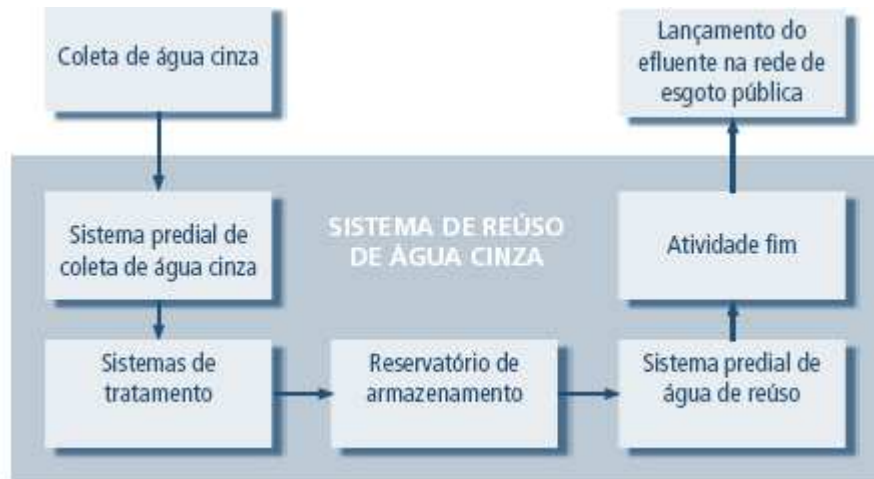 Coleta de água cinza
Lançamento do
efluente na rede de
esgoto pública
Sistema predial de
coleta de água cinza
SISTEMA DE REÚSO
DE ÁGUA CINZA
Atividade fim
Sistemas de
tratamento
Reservatório de
armazenamento
Sistema predial de
água de reúso